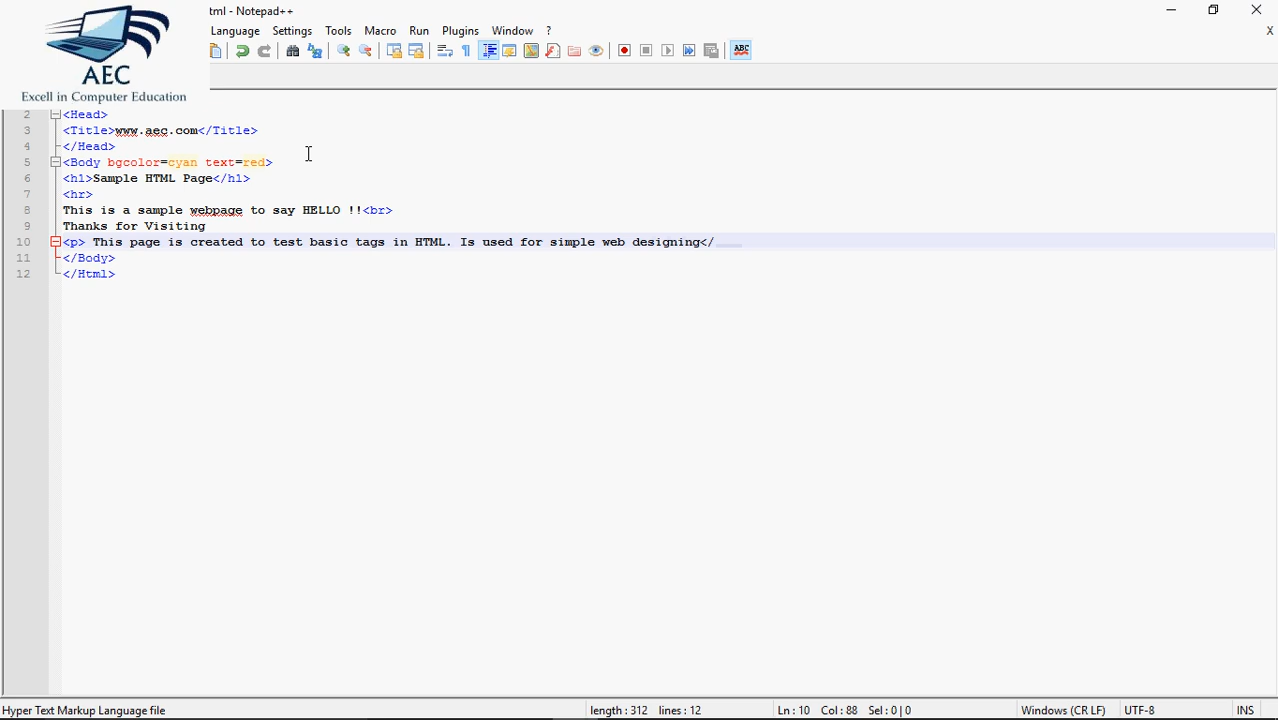 tml - Notepad++
AEC
Excell in Computer Education
Language Settings Tools Macro Run Plugins Window ?
X
ABC
2 <Head>
3 <Title>www.aec.com</Title>
4 </Head>
5 <Body bgcolor=cyan text=red>
6 <h1>Sample HTML Page</h1>
7 <hr>
8 This is a sample webpage to say HELLO !!<br>
9 Thanks for Visiting
10 <p> This page is created to test basic tags in HTML. Is used for simple web designing</
11 </Body>
12 </Html>
Hyper Text Markup Language file length : 312 lines : 12 Ln : 10 Col : 88 Sel : 0 | 0 Windows (CR LF) UTF-8 INS